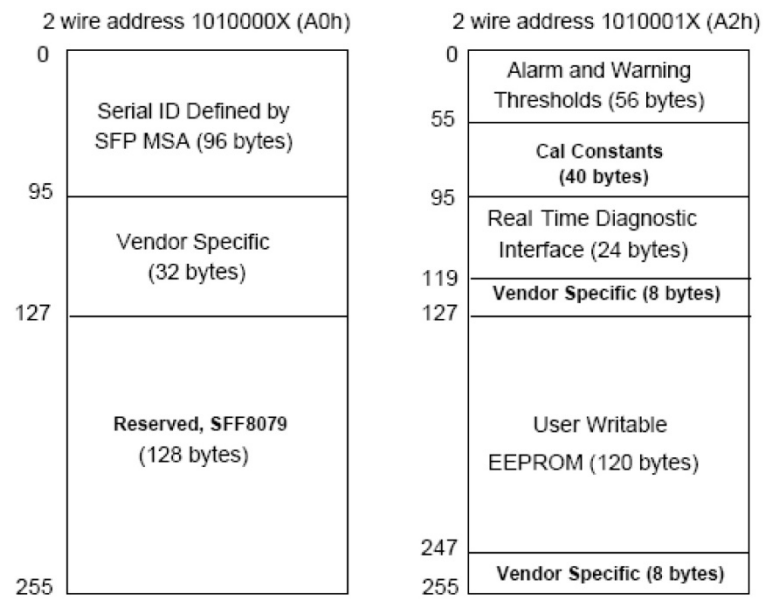 2 wire address 1010000X (A0h)
0
Serial ID Defined by
SFP MSA (96 bytes)
95
Vendor Specific
(32 bytes)
127
Reserved, SFF8079
(128 bytes)
255
2 wire address 1010001X (A2h)
0
Alarm and Warning
Thresholds (56 bytes)
55
Cal Constants
(40 bytes)
95
Real Time Diagnostic
Interface (24 bytes)
119
Vendor Specific (8 bytes)
127
User Writable
EEPROM (120 bytes)
247
Vendor Specific (8 bytes)
255